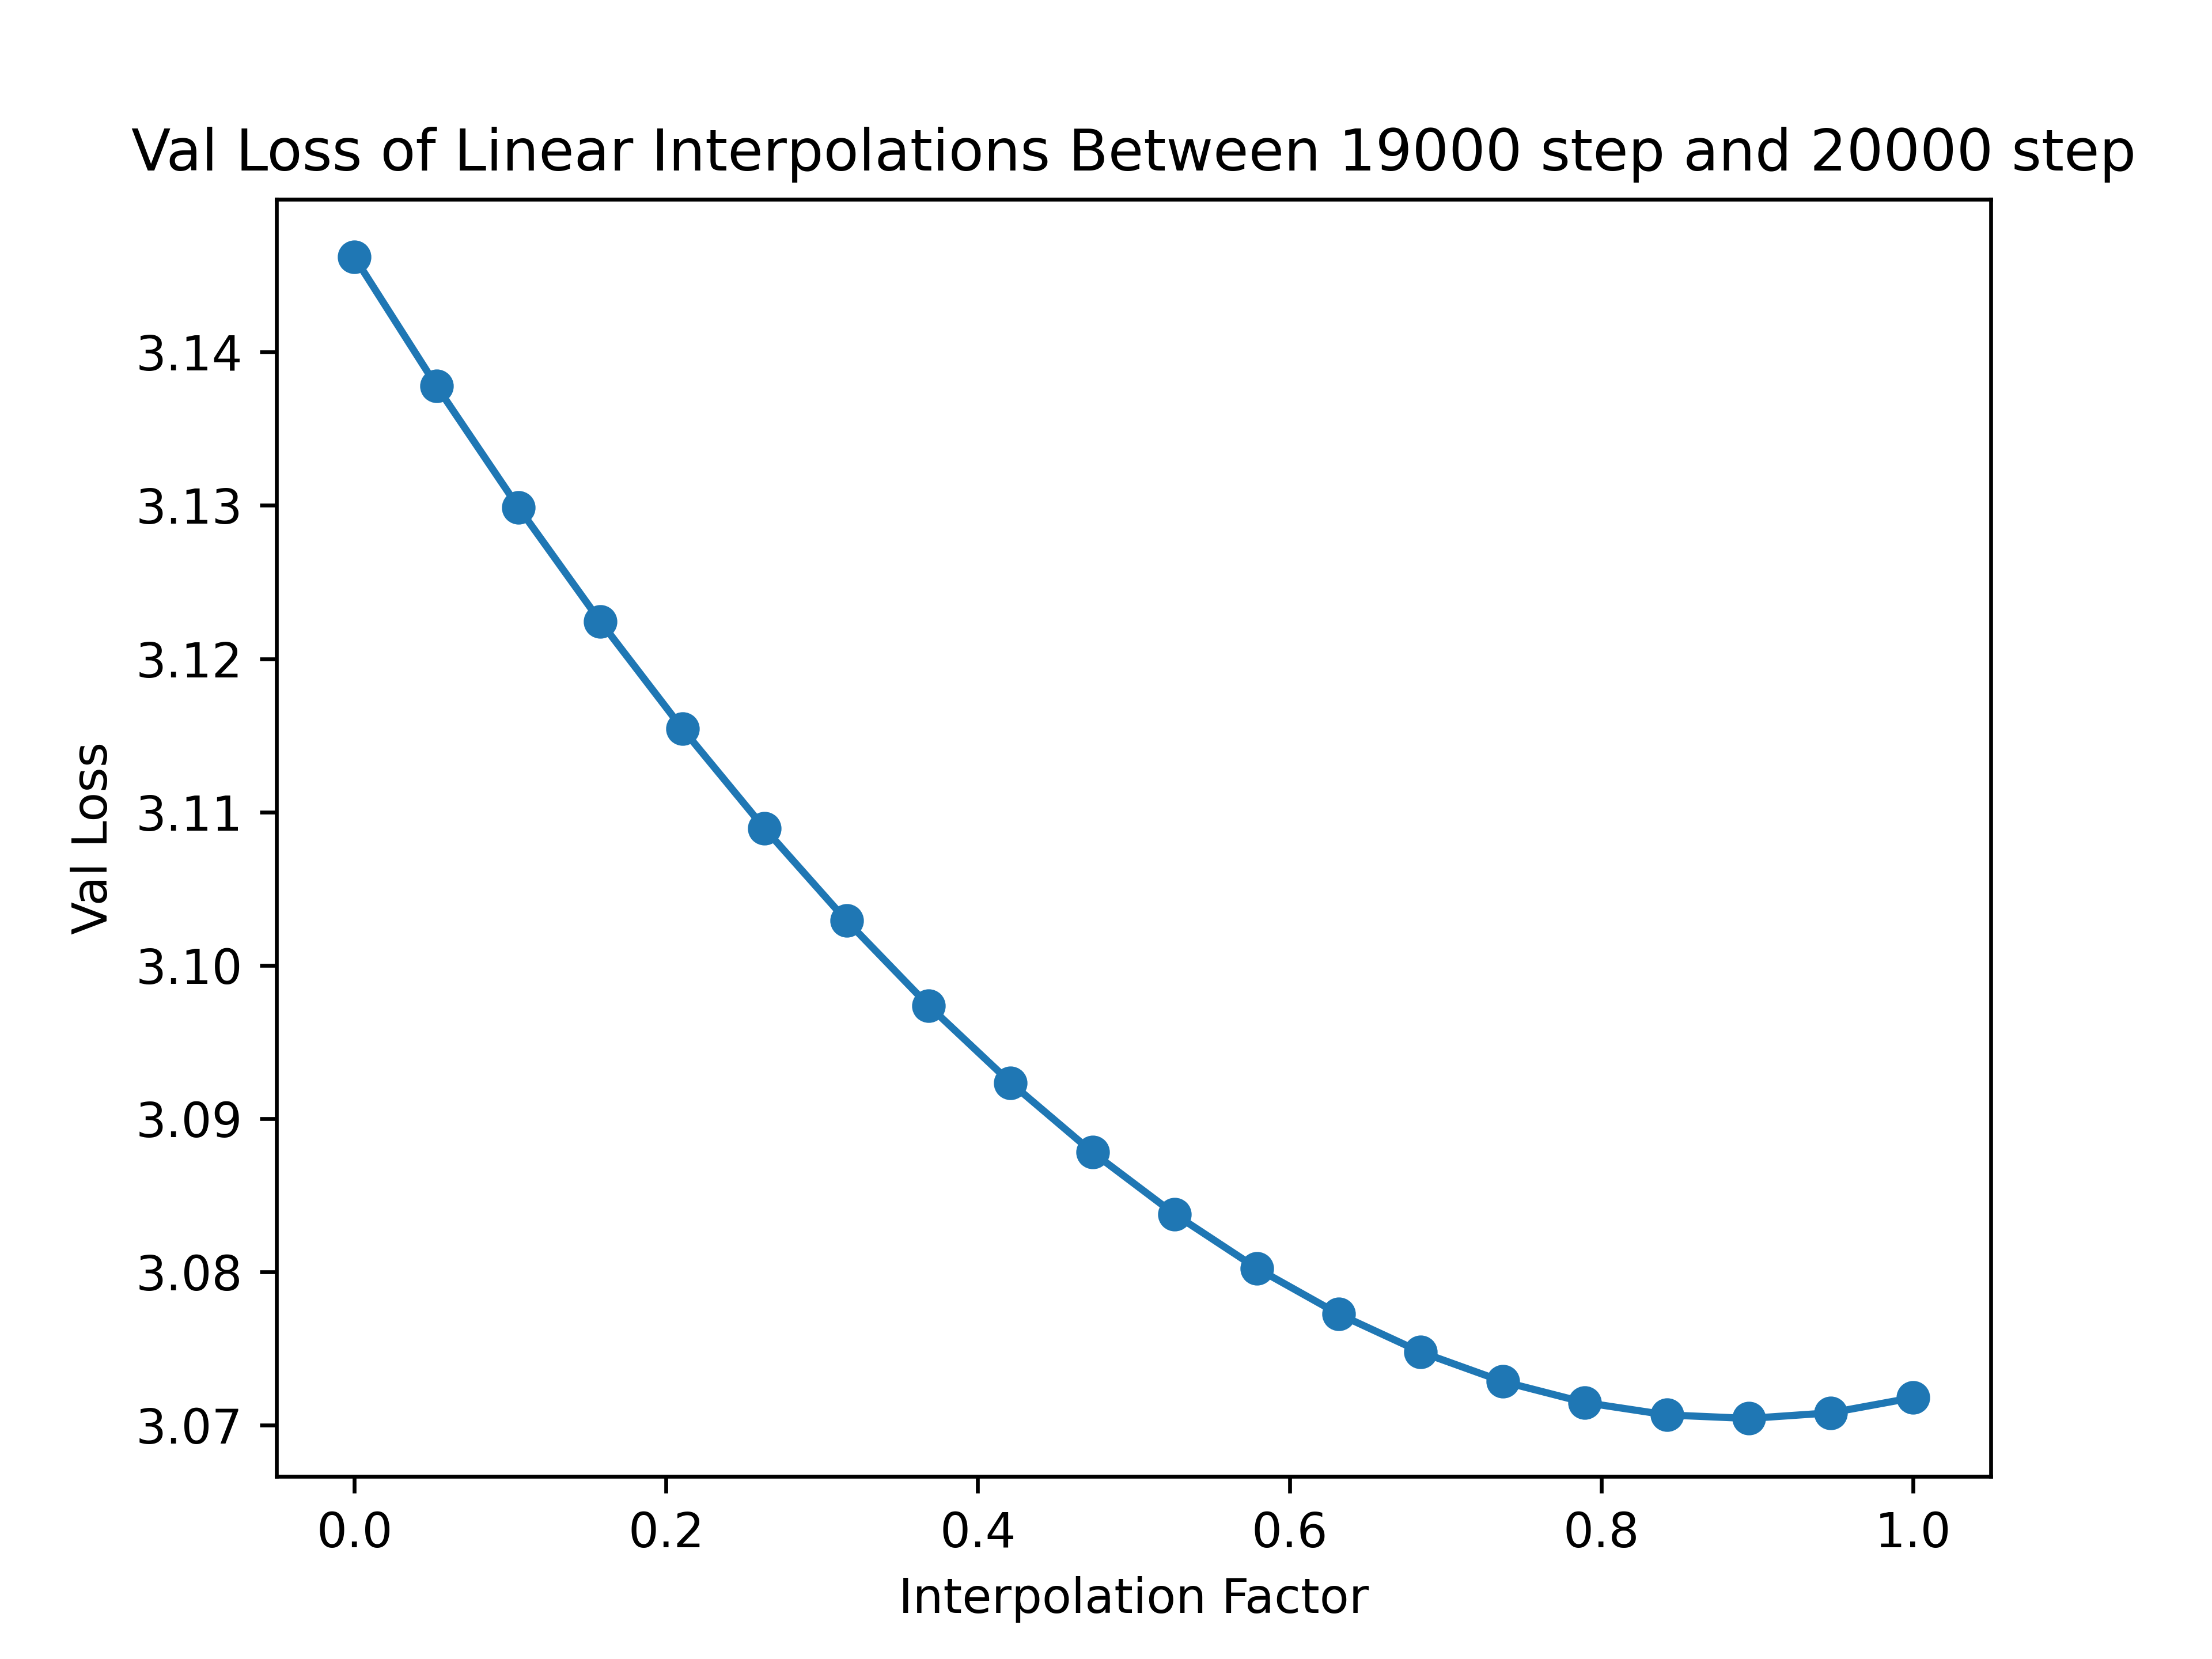 Val Loss of Linear Interpolations Between 19000 step and 20000 step
3.14
3.13
3.12
3.11
3.10
3.09
3.08
3.07
Val Loss
0.0 0.2 0.4 0.6 0.8 1.0
Interpolation Factor